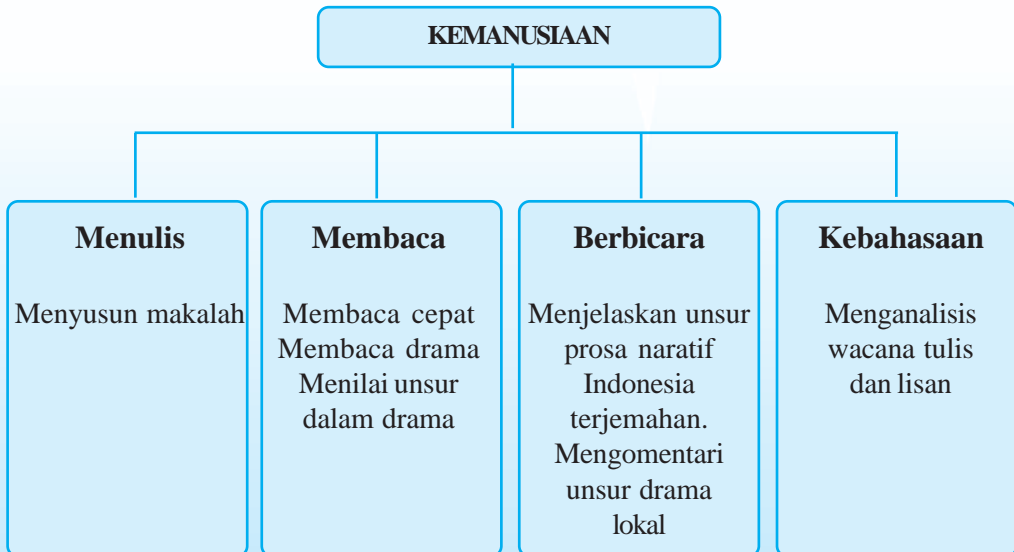 KEMANUSIAAN
Menulis
Menyusun makalah
Membaca
Membaca cepat
Membaca drama
Menilai unsur
dalam drama
Berbicara
Menjelaskan unsur
prosa naratif
Indonesia
terjemahan.
Mengomentari
unsur drama
lokal
Kebahasaan
Menganalisis
wacana tulis
dan lisan